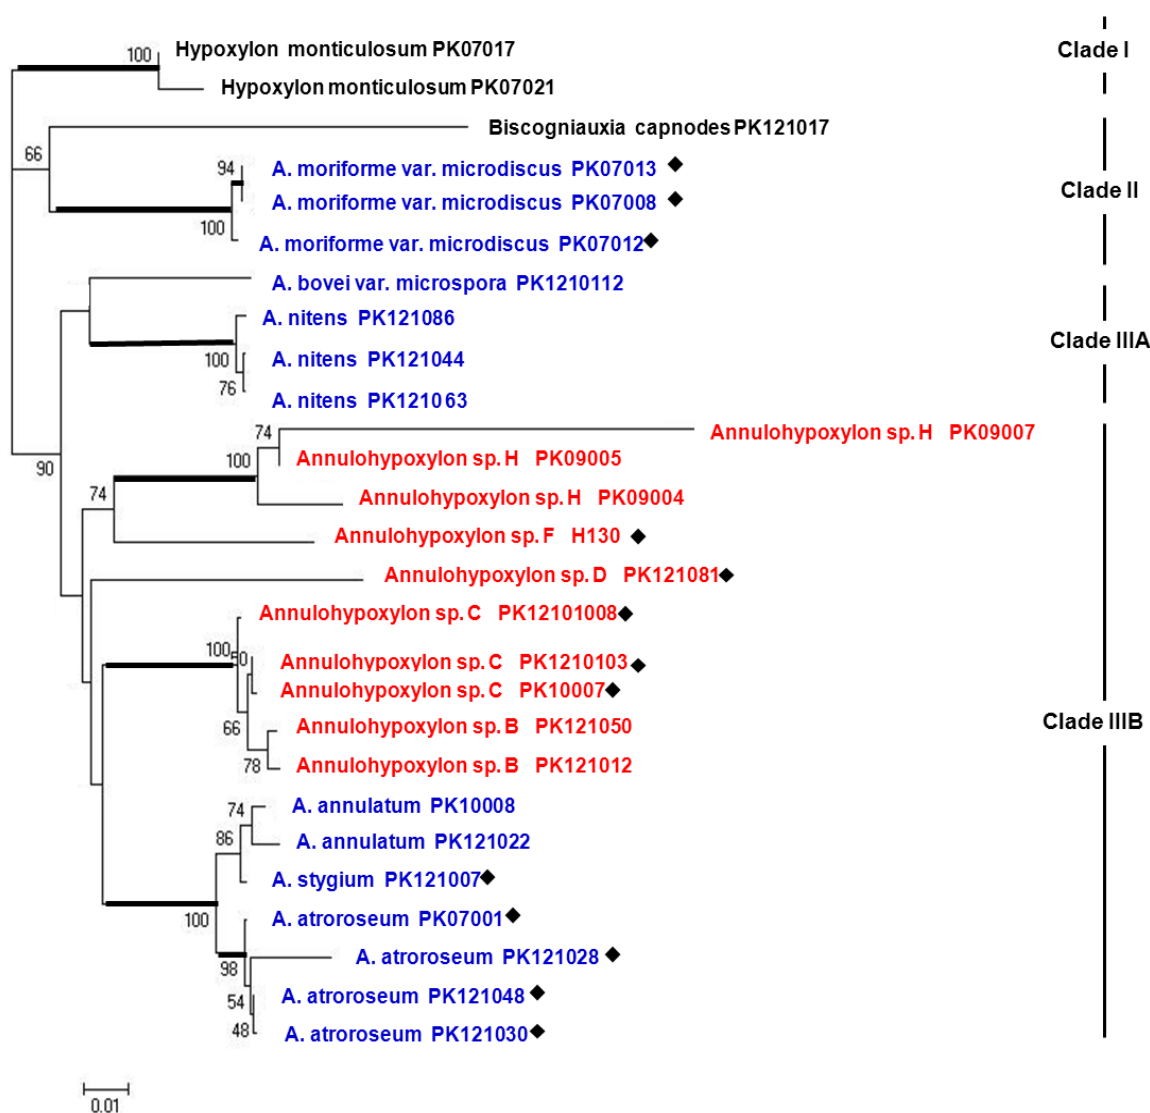 100 Hypoxylon monticulosum PK07017
Clade I
Hypoxylon monticulosum PK07021
Biscogniauxia capnodes PK121017
66
94 A. moriforme var. microdiscus PK07013 ◆
Clade II
A. moriforme var. microdiscus PK07008 ◆
100 A. moriforme var. microdiscus PK07012◆
A. bovei var. microspora PK1210112
A. nitens PK121086
Clade IIIA
100 A. nitens PK121044
76 A. nitens PK121063
74 Annulohypoxylon sp. H PK09007
100 Annulohypoxylon sp. H PK09005
90
74 Annulohypoxylon sp. H PK09004
Annulohypoxylon sp. F H130 ◆
Annulohypoxylon sp. D PK121081◆
Annulohypoxylon sp. C PK12101008◆
100 50 Annulohypoxylon sp. C PK1210103◆
Annulohypoxylon sp. C PK10007◆
Clade IIIB
66 Annulohypoxylon sp. B PK121050
78 Annulohypoxylon sp. B PK121012
74 A. annulatum PK10008
86 A. annulatum PK121022
A. stygium PK121007◆
100 A. atroroseum PK07001◆
A. atroroseum PK121028 ◆
98
54 A. atroroseum PK121048 ◆
48 A. atroroseum PK121030◆
0.01